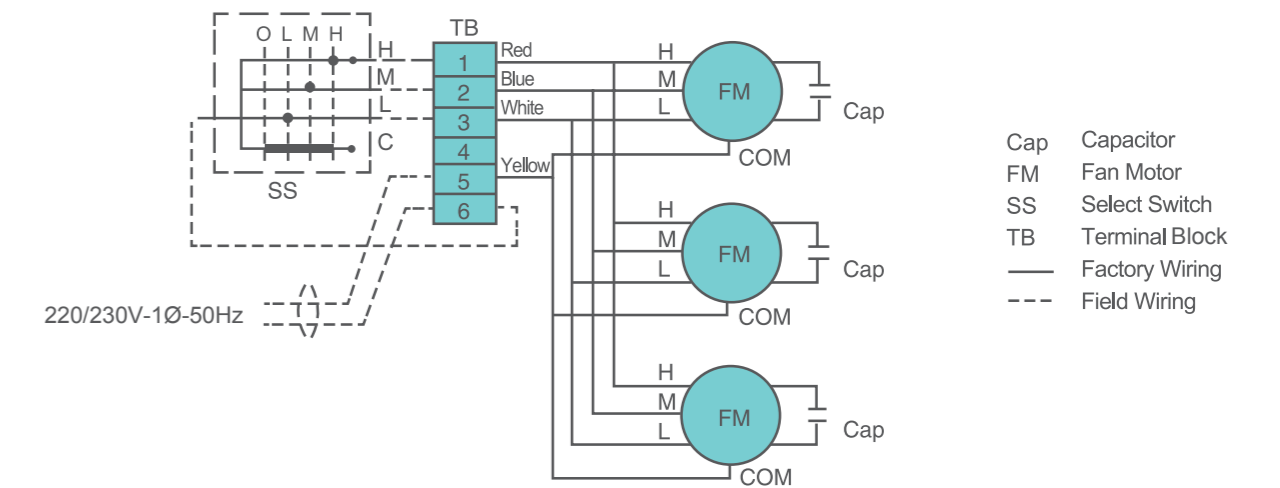 O L M H
H
M
L
C
SS
TB
1
2
3
4
5
6
Red
Blue
White
Yellow
H
M
L
FM
Cap
COM
H
M
L
FM
Cap
COM
H
M
L
FM
Cap
COM
220/230V-1Ø-50Hz
Cap Capacitor
FM Fan Motor
SS Select Switch
TB Terminal Block
Factory Wiring
Field Wiring